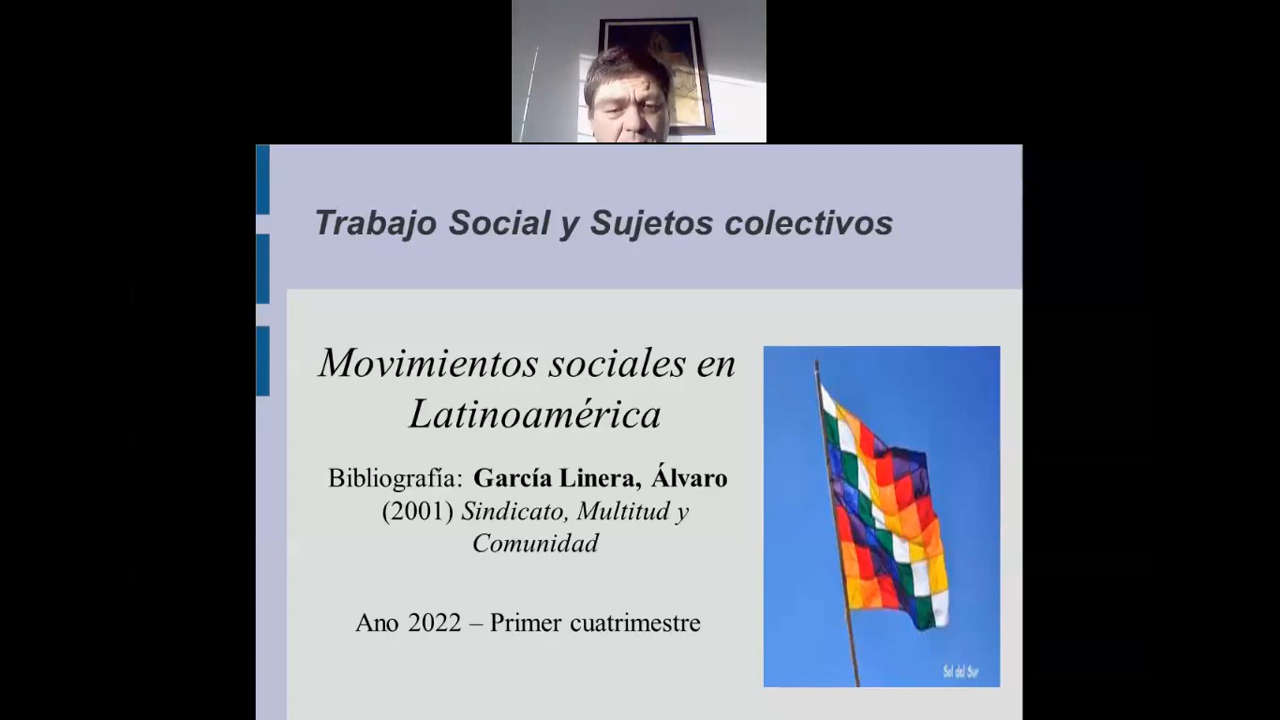 Trabajo Social y Sujetos colectivos
Movimientos sociales en
Latinoamérica
Bibliografía: García Linera, Álvaro
(2001) Sindicato, Multitud y
Comunidad
Ano 2022 – Primer cuatrimestre
Sol del Sur